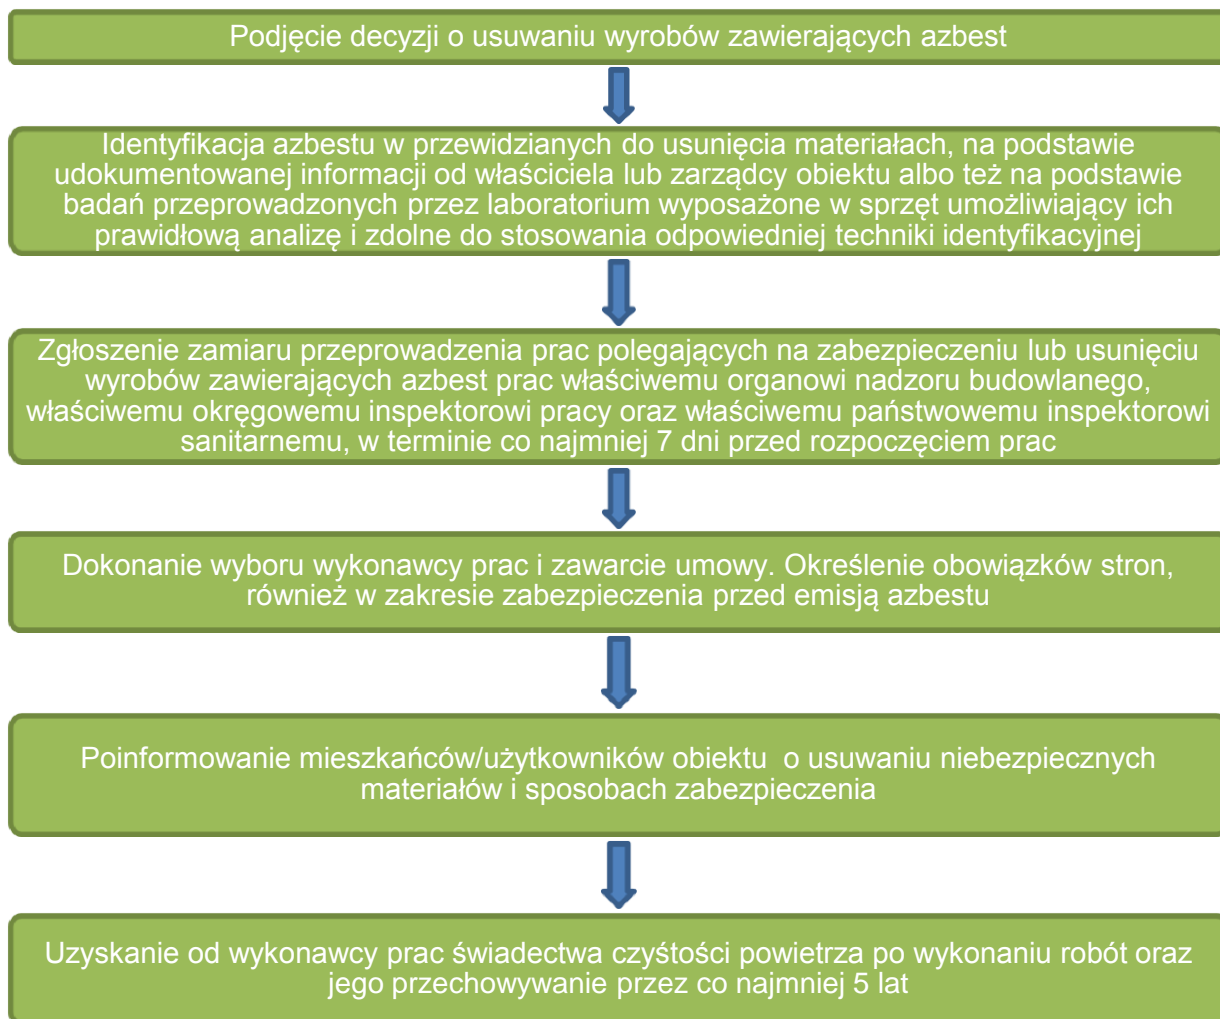 Podjęcie decyzji o usuwaniu wyrobów zawierających azbest
Identyfikacja azbestu w przewidzianych do usunięcia materiałach, na podstawie
udokumentowanej informacji od właściciela lub zarządcy obiektu albo też na podstawie
badań przeprowadzonych przez laboratorium wyposażone w sprzęt umożliwiający ich
prawidłową analizę i zdolne do stosowania odpowiedniej techniki identyfikacyjnej
Zgłoszenie zamiaru przeprowadzenia prac polegających na zabezpieczeniu lub usunięciu
wyrobów zawierających azbest prac właściwemu organowi nadzoru budowlanego,
właściwemu okręgowemu inspektorowi pracy oraz właściwemu państwowemu inspektorowi
sanitarnemu, w terminie co najmniej 7 dni przed rozpoczęciem prac
Dokonanie wyboru wykonawcy prac i zawarcie umowy. Określenie obowiązków stron,
również w zakresie zabezpieczenia przed emisją azbestu
Poinformowanie mieszkańców/użytkowników obiektu o usuwaniu niebezpiecznych
materiałów i sposobach zabezpieczenia
Uzyskanie od wykonawcy prac świadectwa czyśtości powietrza po wykonaniu robót oraz
jego przechowywanie przez co najmniej 5 lat